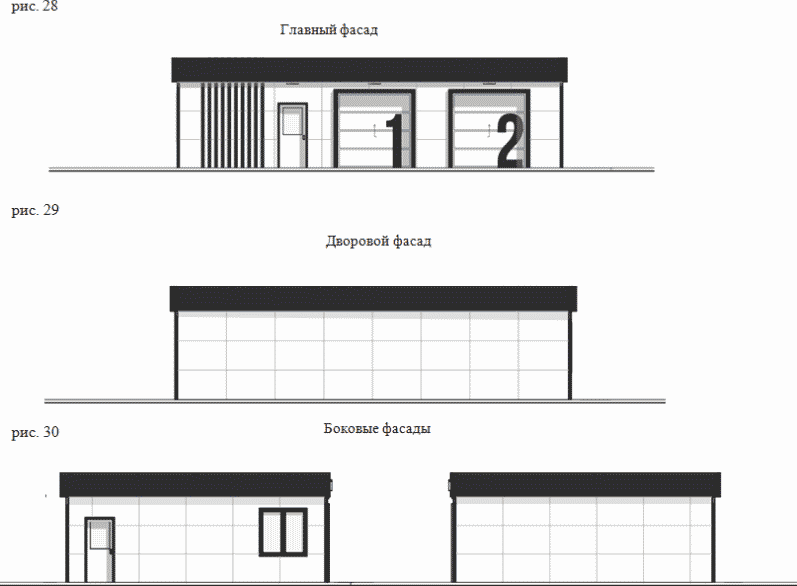 рис. 28
Главный фасад
1
2
рис. 29
Дворовой фасад
рис. 30
Боковые фасады